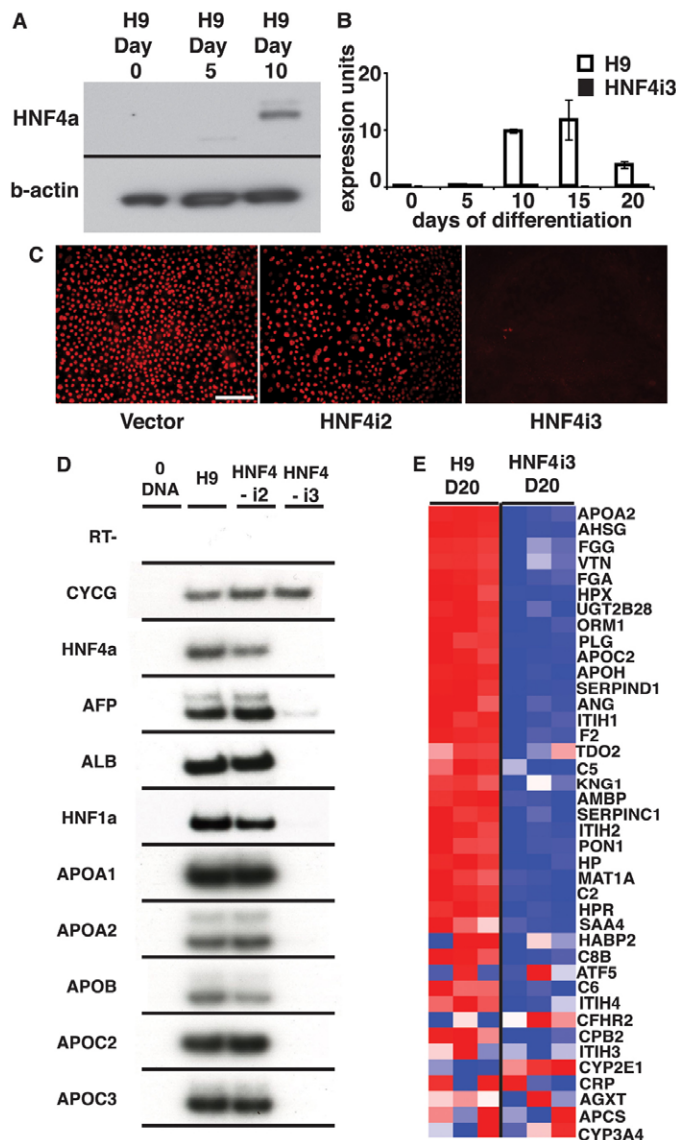 A
H9 H9 H9
Day Day Day
0 5 10
HNF4a
b-actin
B
expression units
20
10
0
H9
HNF4i3
0 5 10 15 20
days of differentiation
C
Vector HNF4i2 HNF4i3
D
0 DNA H9 HNF4 - i2 HNF4 - i3
RT-
CYCG
HNF4a
AFP
ALB
HNF1a
APOA1
APOA2
APOB
APOC2
APOC3
E
H9 HNF4i3
D20 D20
APOA2
AHSG
FGG
VTN
FGA
HPX
UGT2B28
ORM1
PLG
APOC2
APOH
SERPIND1
ANG
ITIH1
F2
TDO2
C5
KNG1
AMBP
SERPINC1
ITIH2
PON1
HP
MAT1A
C2
HPR
SAA4
HABP2
C8B
ATF5
C6
ITIH4
CFHR2
CPB2
ITIH3
CYP2E1
CRP
AGXT
APCS
CYP3A4